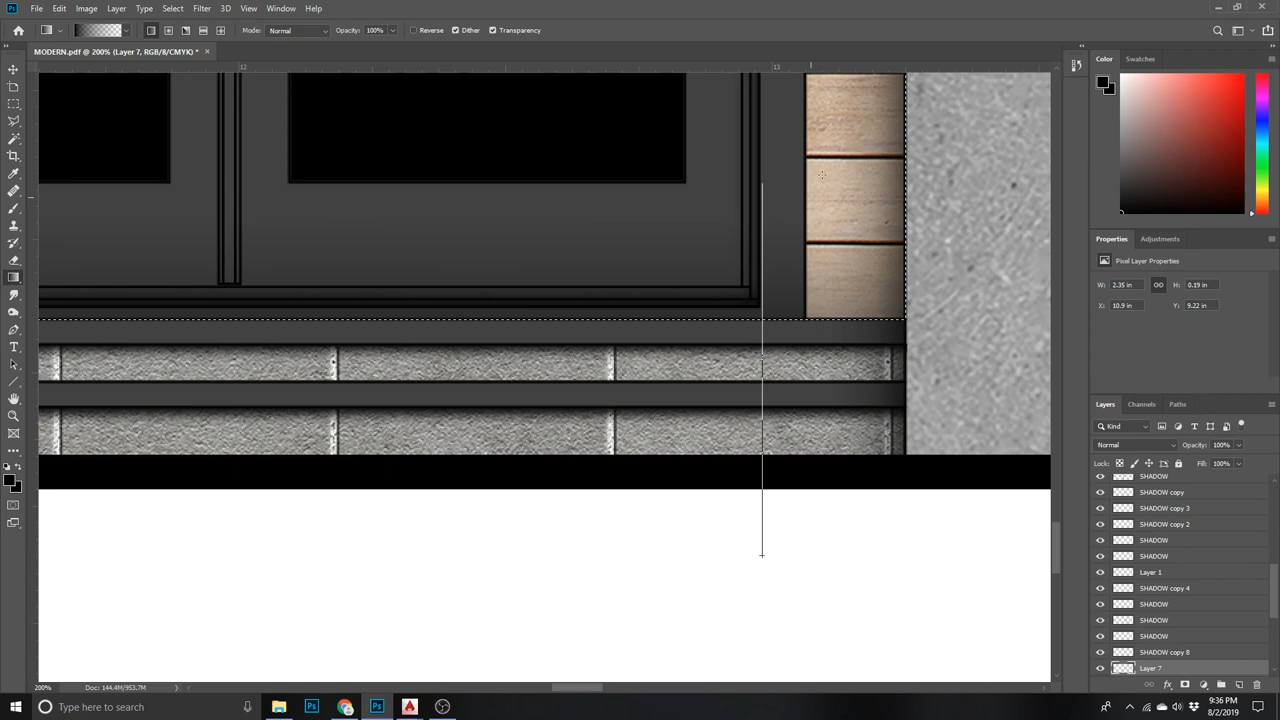 Ps File Edit Image Layer Type Select Filter 3D View Window Help
Mode: Normal Opacity: 100% Reverse Dither Transparency
MODERN.pdf @ 200% (Layer 7, RGB/8/CMYK) * ×
12 13
Color Swatches
Properties Adjustments
Pixel Layer Properties
W: 2.35 in H: 0.19 in
X: 10.9 in Y: 9.22 in
Layers Channels Paths
Kind
Normal Opacity: 100%
Lock: Fill: 100%
SHADOW
SHADOW copy
SHADOW copy 3
SHADOW copy 2
SHADOW
SHADOW
Layer 1
SHADOW copy 4
SHADOW
SHADOW
SHADOW
SHADOW copy 8
Layer 7
200% Doc: 144.4M/953.7M
Type here to search
Ps Ps
9:36 PM
8/2/2019